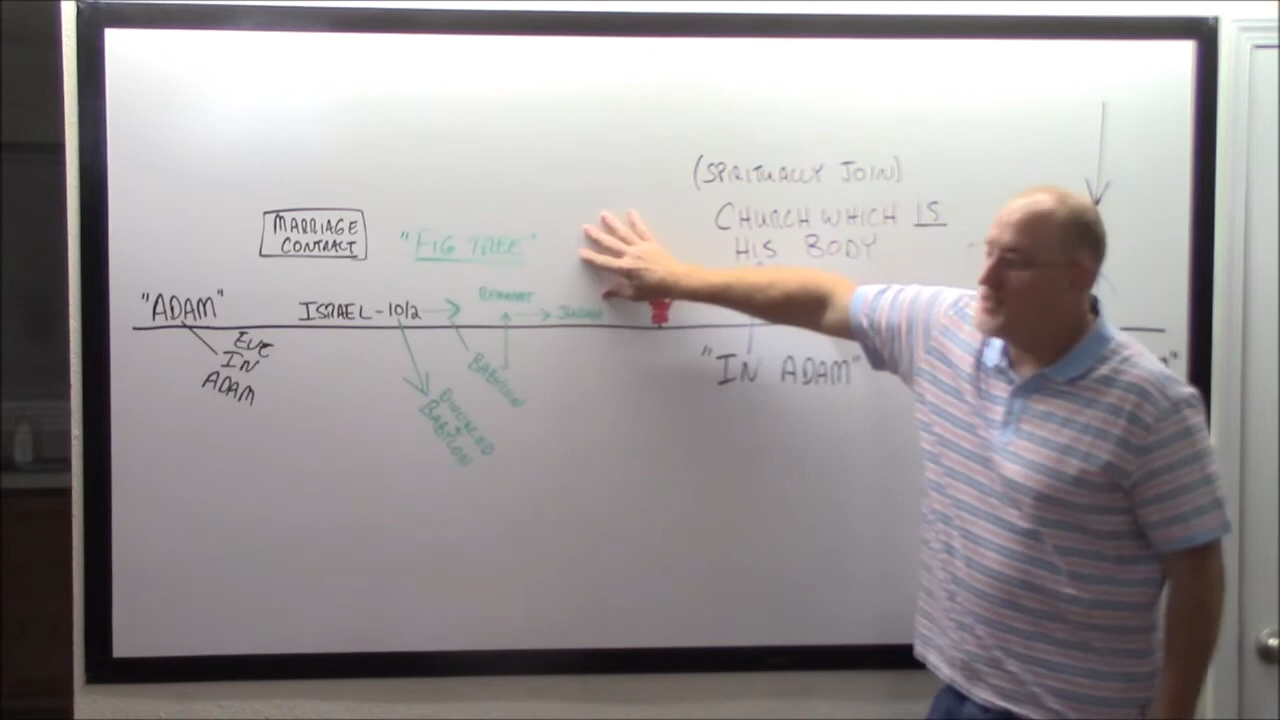 (SPIRITUALLY JOIN)
CHURCH WHICH IS
HIS BODY
MARRIAGE
CONTRACT
"FIG TREE"
"ADAM"
ISRAEL - 10/2
REMNANT
JUDAH
EVE
IN
ADAM
BABYLON
DIVORCED
BABYLON
"IN ADAM"